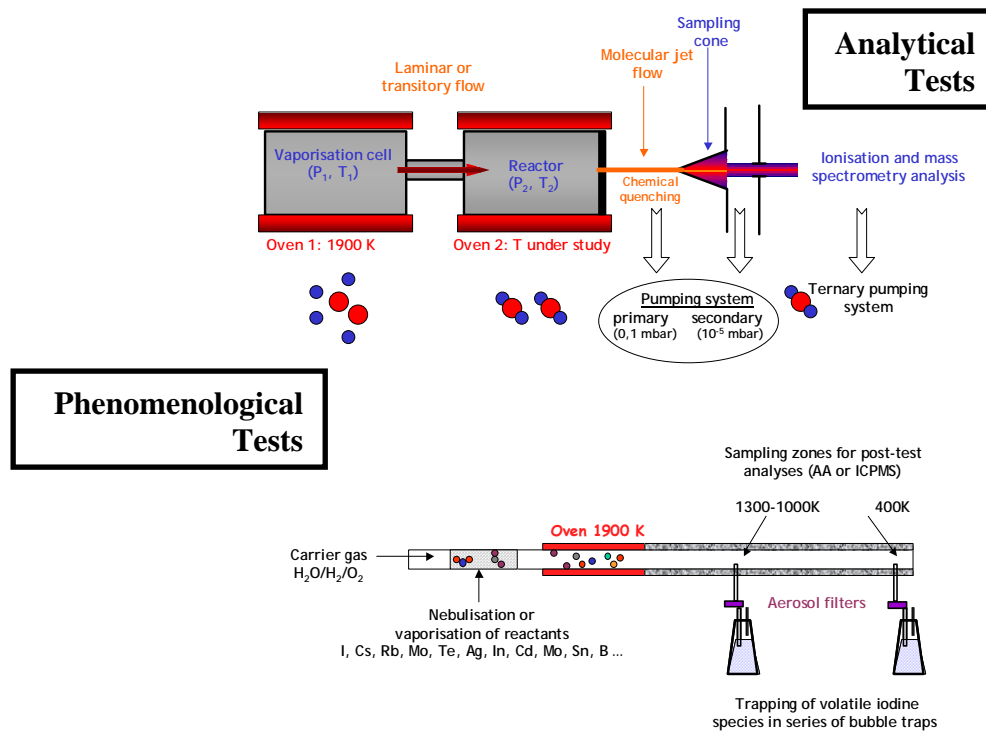 Analytical
Tests
Sampling
cone
Molecular jet
flow
Laminar or
transitory flow
Vaporisation cell
(P1, T1)
Reactor
(P2, T2)
Chemical
quenching
Ionisation and mass
spectrometry analysis
Oven 1: 1900 K
Oven 2: T under study
Pumping system
primary
(0,1 mbar)
secondary
(10-5 mbar)
Ternary pumping
system
Phenomenological
Tests
Sampling zones for post-test
analyses (AA or ICPMS)
1300-1000K
400K
Oven 1900 K
Carrier gas
H2O/H2/O2
Aerosol filters
Nebulisation or
vaporisation of reactants
I, Cs, Rb, Mo, Te, Ag, In, Cd, Mo, Sn, B ...
Trapping of volatile iodine
species in series of bubble traps